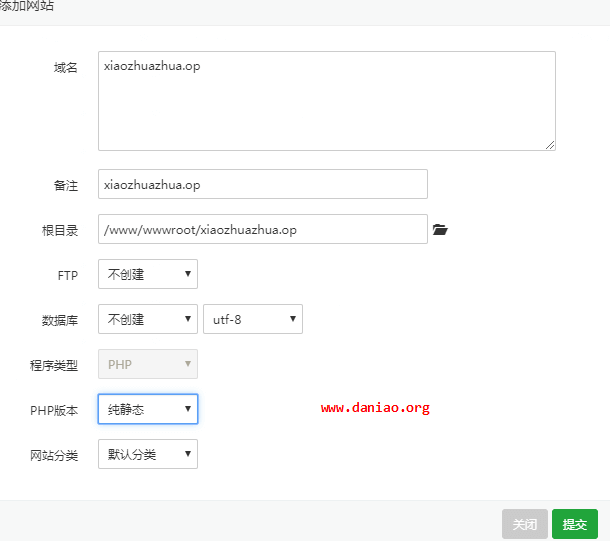 添加网站
域名
xiaozhuazhua.op
备注
xiaozhuazhua.op
根目录
/www/wwwroot/xiaozhuazhua.op
FTP
不创建
数据库
不创建
utf-8
程序类型
PHP
PHP版本
纯静态
www.daniao.org
网站分类
默认分类
关闭
提交